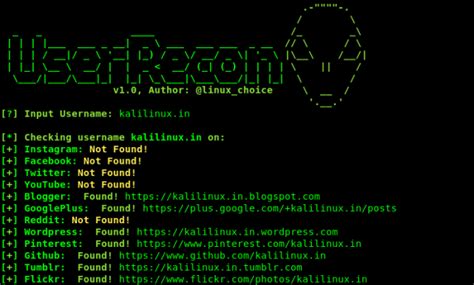 UserRecon
v1.0, Author: @linux_choice
[?] Input Username: kalilinux.in
[*] Checking username kalilinux.in on:
[+] Instagram: Not Found!
[+] Facebook: Not Found!
[+] Twitter: Not Found!
[+] YouTube: Not Found!
[+] Blogger:  Found! https://kalilinux.in.blogspot.com
[+] GooglePlus:  Found! https://plus.google.com/+kalilinux.in/posts
[+] Reddit: Not Found!
[+] Wordpress:  Found! https://kalilinux.in.wordpress.com
[+] Pinterest:  Found! https://www.pinterest.com/kalilinux.in
[+] Github:  Found! https://www.github.com/kalilinux.in
[+] Tumblr:  Found! https://kalilinux.in.tumblr.com
[+] Flickr:  Found! https://www.flickr.com/photos/kalilinux.in